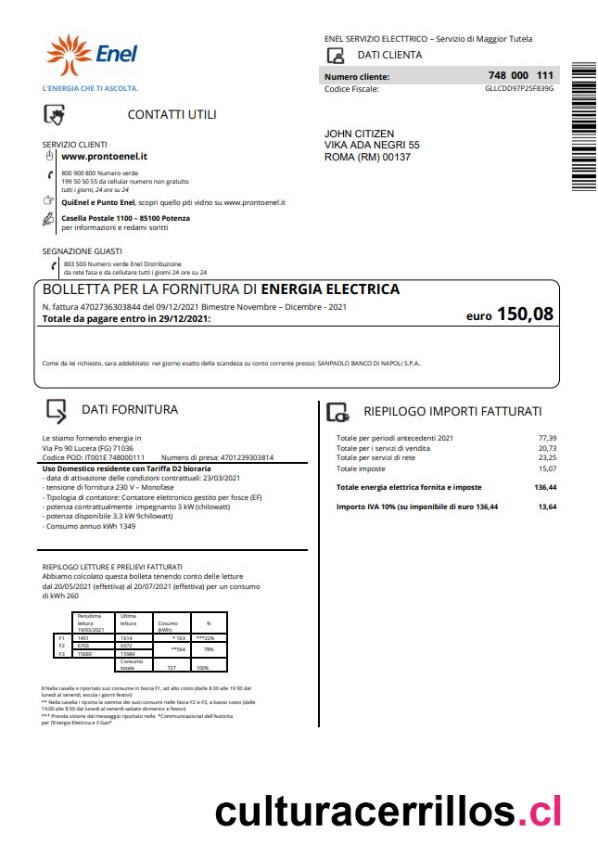 Enel
L'ENERGIA CHE TI ASCOLTA.
ENEL SERVIZIO ELECTTRICO – Servizio di Maggior Tutela
DATI CLIENTA
Numero cliente: 748 000 111
Codice Fiscale: GLLCDD97P25F839G
CONTATTI UTILI
JOHN CITIZEN
VIKA ADA NEGRI 55
ROMA (RM) 00137
SERVIZIO CLIENTI
www.prontoenel.it
800 900 800 Numero verde
199 50 50 55 da cellular numero non gratuito
tutti i giorni, 24 ore su 24
QuiEnel e Punto Enel, scopri quello piti vidno su www.prontoenel.it
Casella Postale 1100 – 85100 Potenza
per informazioni e redami soritti
SEGNAZIONE GUASTI
803 500 Numero verde Enel Distribuzione
da rete fasa e da cellutare tutti i giorni 24 ore su 24
BOLLETTA PER LA FORNITURA DI ENERGIA ELECTRICA
N. fattura 4702736303844 del 09/12/2021 Bimestre Novembre – Dicembre - 2021
Totale da pagare entro in 29/12/2021: euro 150,08
Come da lei richiesto, sara addebitato nel giorno esatto della scandeza su conto corrente presso: SANPAOLO BANCO DI NAPOLI S.P.A..
DATI FORNITURA
Le stiamo fornendo energia in
Via Po 90 Lucera (FG) 71036
Codice POD: IT001E 748000111 Numero di presa: 4701239303814
Uso Domestico residente con Tariffa D2 bioraria
- data di attivazione delle condizioni contrattuali: 23/03/2021
- tensione di fornitura 230 V – Monofase
- Tipologia di contatore: Contatore elettronico gestito per fosce (EF)
- potenza contrattualmente impegnanto 3 kW (chilowatt)
- potenza disponibile 3.3 kW 9chilowatt)
- Consumo annuo kWh 1349
RIEPILOGO IMPORTI FATTURATI
Totale per periodi antecedenti 2021 77,39
Totale per i servizi di vendita 20,73
Totale per servizi di rete 23,25
Totale imposte 15,07
Totale energia elettrica fornita e imposte 136,44
Importo IVA 10% (su imponibile di euro 136,44 13,64
RIEPILOGO LETTURE E PRELIEVI FATTURATI
Abbiamo colcolato questa bolleta tenendo conto delle letture
dal 20/05/2021 (effettiva) al 20/07/2021 (effettiva) per un consumo
di kWh 260
Penultima lettura 19/03/2021 Ultime lettura Cosumo (kWh) %
F1 1451 1614 * 163 ***22%
F2 6703 6972 **564 78%
F3 15689 15984
Consumo totale 727 100%
8Nella casella e riportato suo consume in fascia F1, ad alto costo (dalle 8 00 alle 19 00 dal
lunedi al venerdi, escula i giorni festivi)
** Nella casella i riporta la somma dei suoi consumi nelle fasce F2 e-F3, a basso costo (dalle
19.00 alle 8 00 dal lunedi al venerdi sabato domeico e fesovi)
*** Prenda visione del messaggio riportato nelle *Communicazional dell'Autorita
per l'Energia Elettrica e il Gas*
culturacerrillos.cl